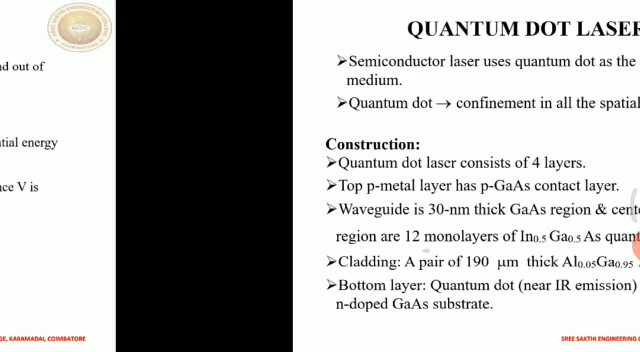 nd out of
ntial energy
nce V is
GE, KARAMADAI, COIMBATORE
QUANTUM DOT LASER
➢Semiconductor laser uses quantum dot as the
medium.
➢Quantum dot → confinement in all the spatial
Construction:
➢Quantum dot laser consists of 4 layers.
➢Top p-metal layer has p-GaAs contact layer.
➢Waveguide is 30-nm thick GaAs region & cent
region are 12 monolayers of In0.5 Ga0.5 As quant
➢Cladding: A pair of 190 μm thick Al0.05Ga0.95
➢Bottom layer: Quantum dot (near IR emission)
n-doped GaAs substrate.
SREE SAKTHI ENGINEERING